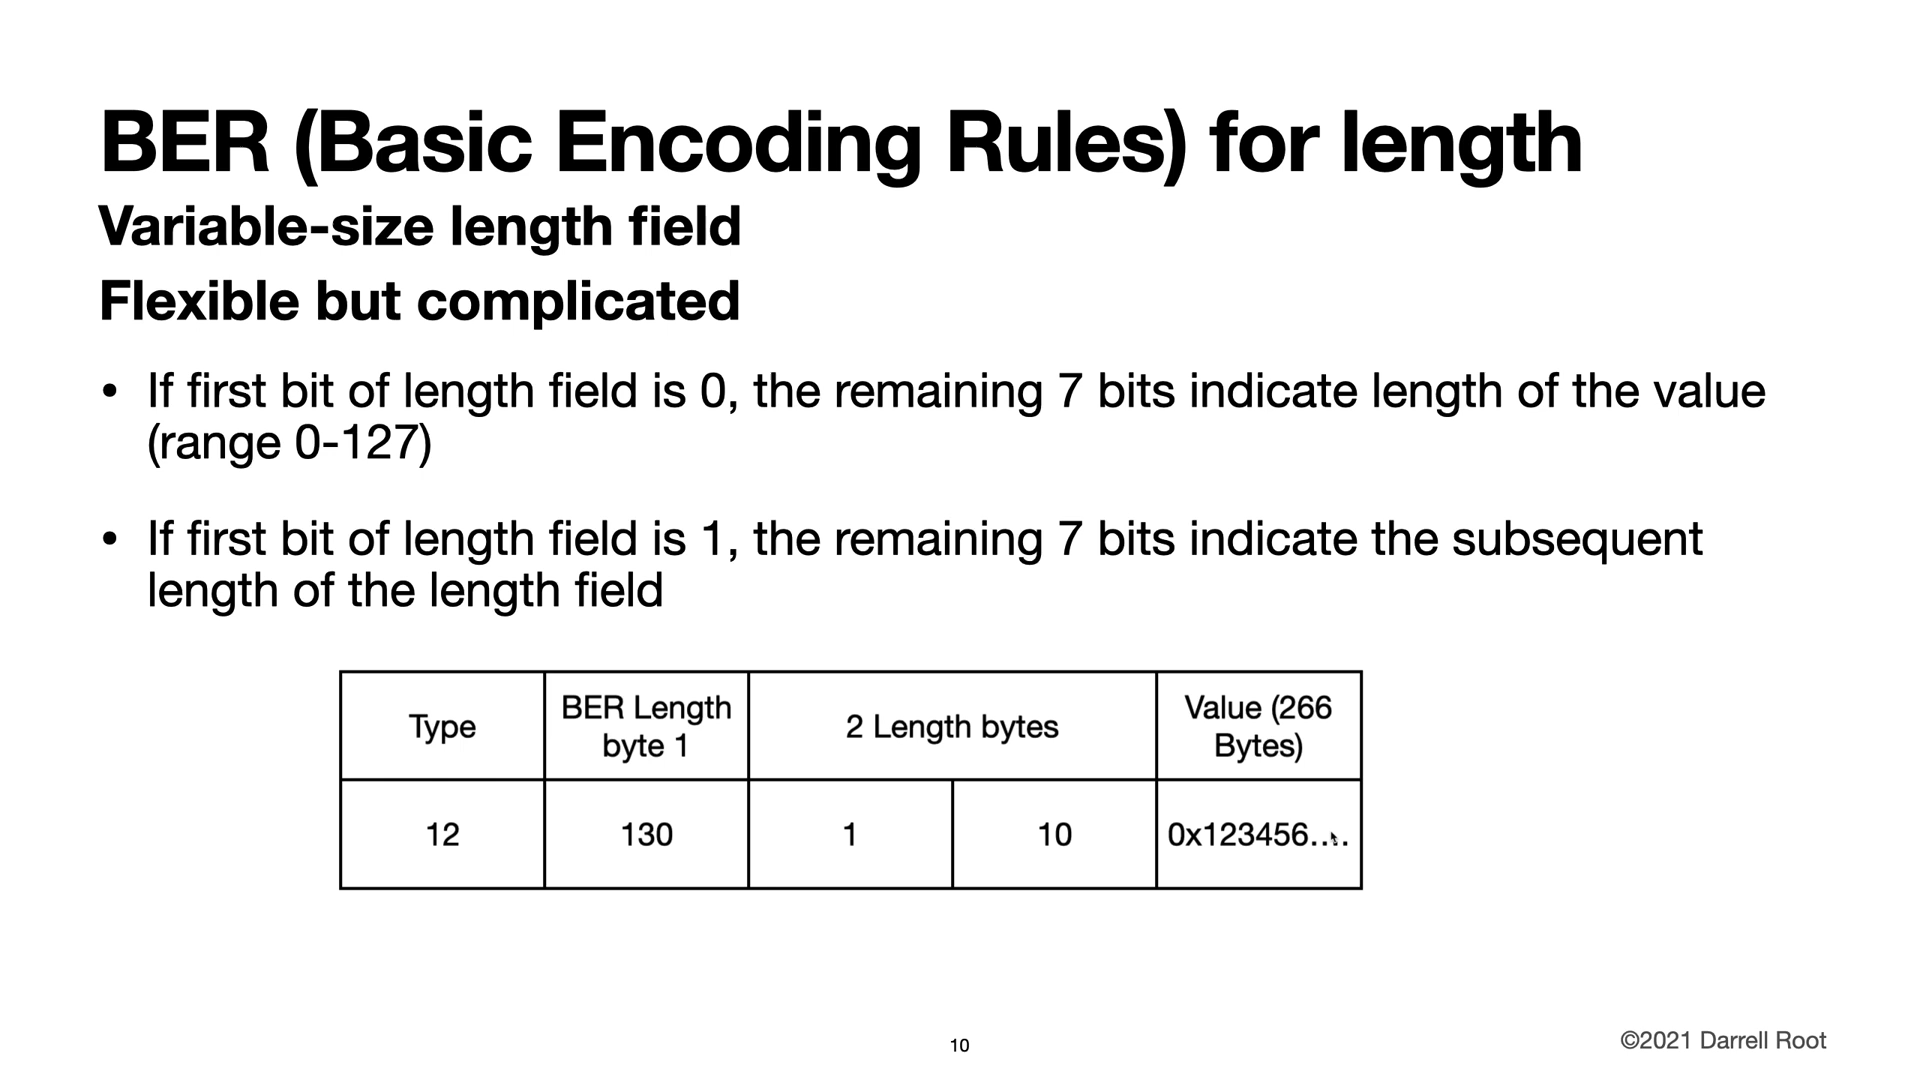 BER (Basic Encoding Rules) for length
Variable-size length field
Flexible but complicated
• If first bit of length field is 0, the remaining 7 bits indicate length of the value
(range 0-127)
• If first bit of length field is 1, the remaining 7 bits indicate the subsequent
length of the length field
Type
BER Length
byte 1
2 Length bytes
Value (266
Bytes)
12
130
1
10
0x123456....
10
©2021 Darrell Root